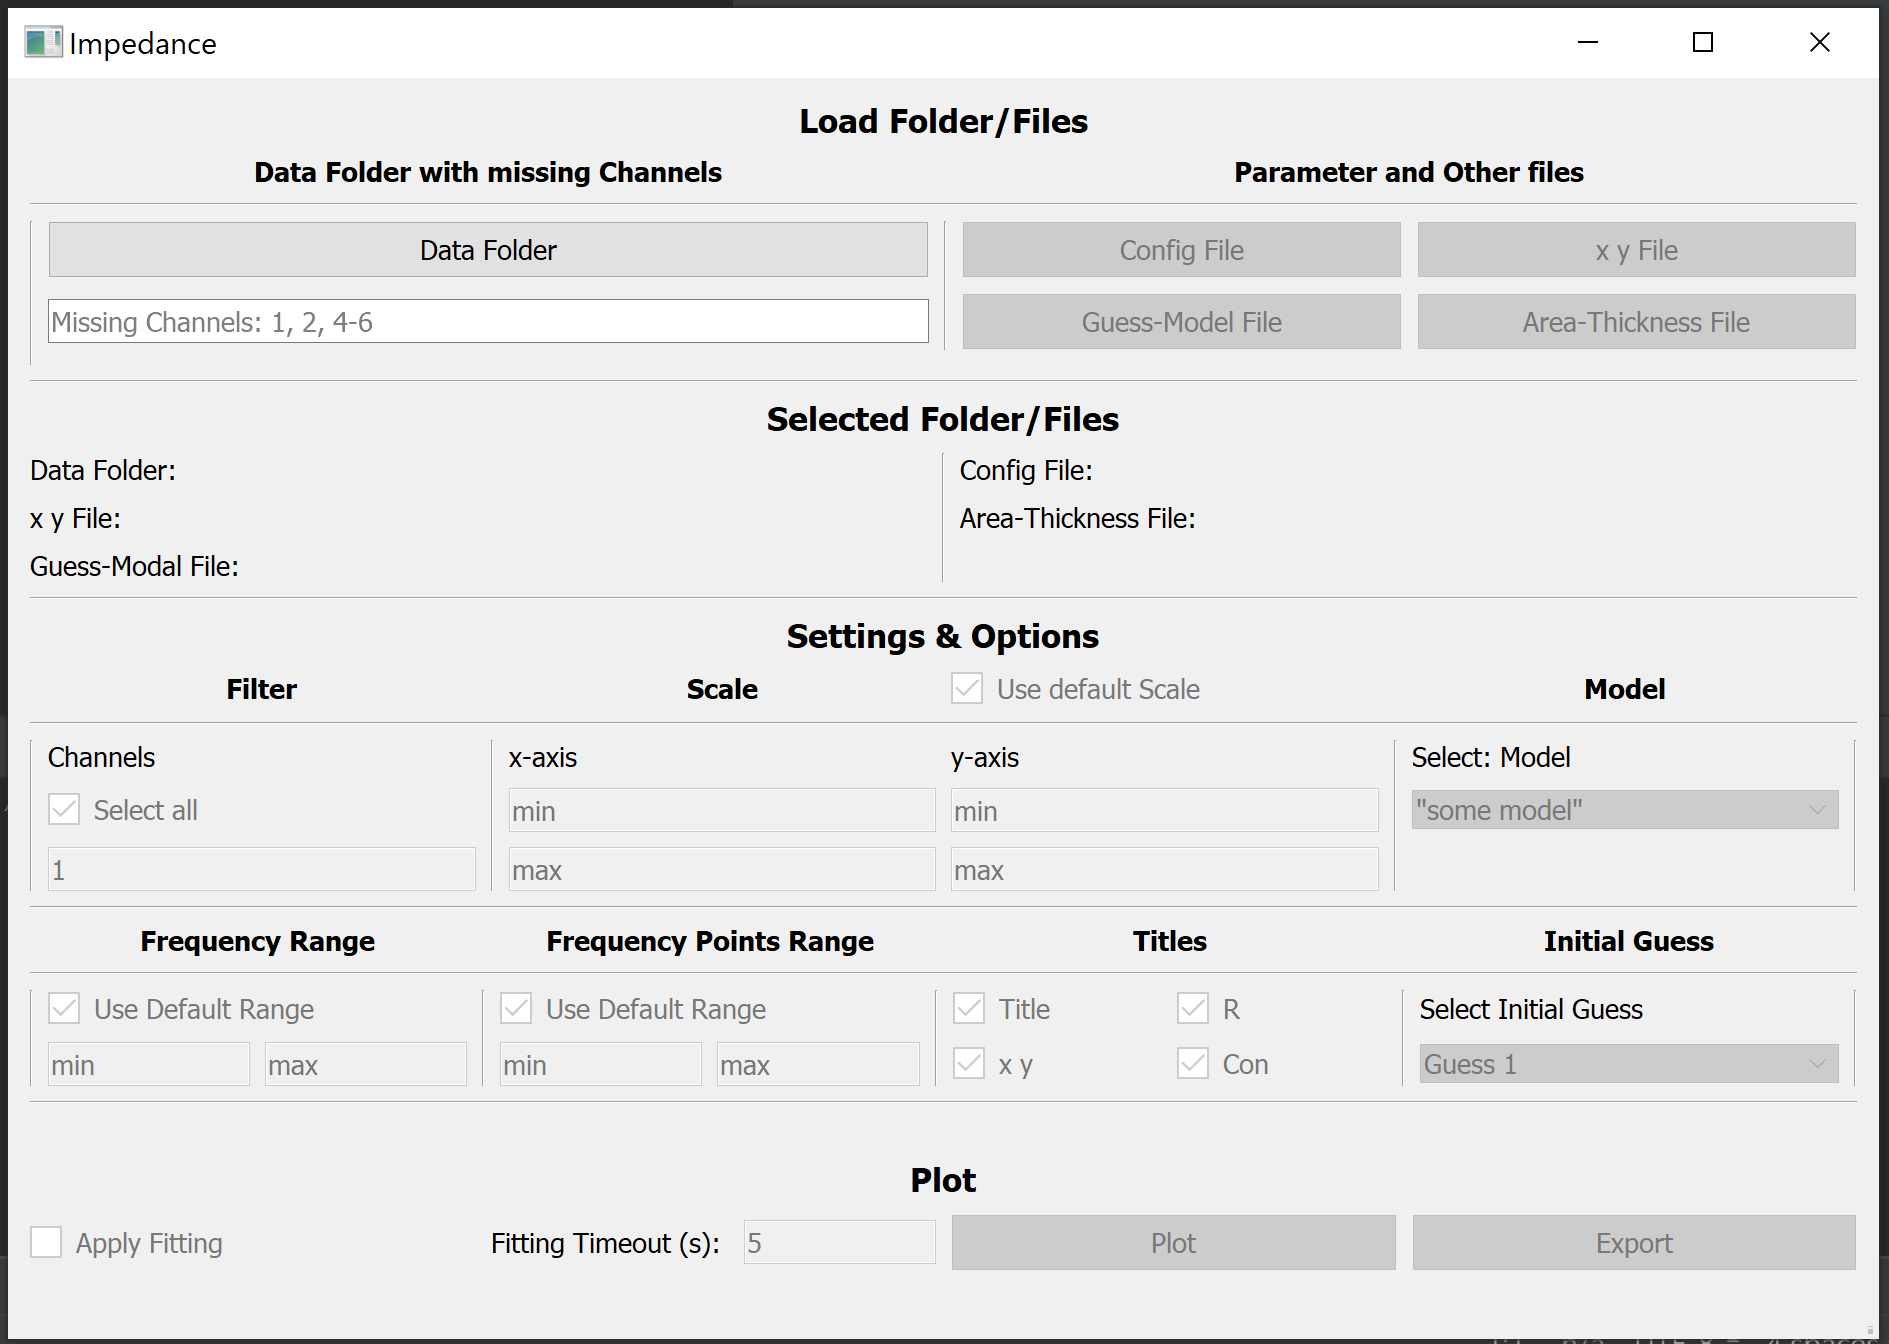 Impedance
Load Folder/Files
Data Folder with missing Channels
Parameter and Other files
Data Folder
Config File
x y File
Missing Channels: 1, 2, 4-6
Guess-Model File
Area-Thickness File
Selected Folder/Files
Data Folder:
Config File:
x y File:
Area-Thickness File:
Guess-Modal File:
Settings & Options
Filter
Scale
Use default Scale
Model
Channels
x-axis
y-axis
Select: Model
Select all
min
min
"some model"
1
max
max
Frequency Range
Frequency Points Range
Titles
Initial Guess
Use Default Range
Use Default Range
Title
R
Select Initial Guess
min
max
min
max
x y
Con
Guess 1
Plot
Apply Fitting
Fitting Timeout (s):
5
Plot
Export